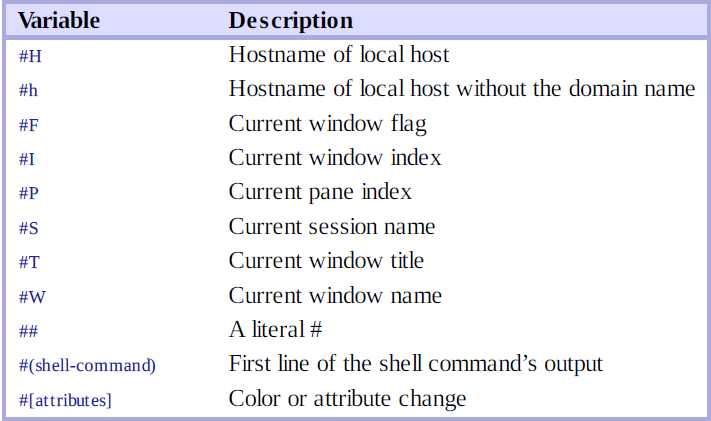 Variable Description
#H Hostname of local host
#h Hostname of local host without the domain name
#F Current window flag
#I Current window index
#P Current pane index
#S Current session name
#T Current window title
#W Current window name
## A literal #
#(shell-command) First line of the shell command’s output
#[attributes] Color or attribute change